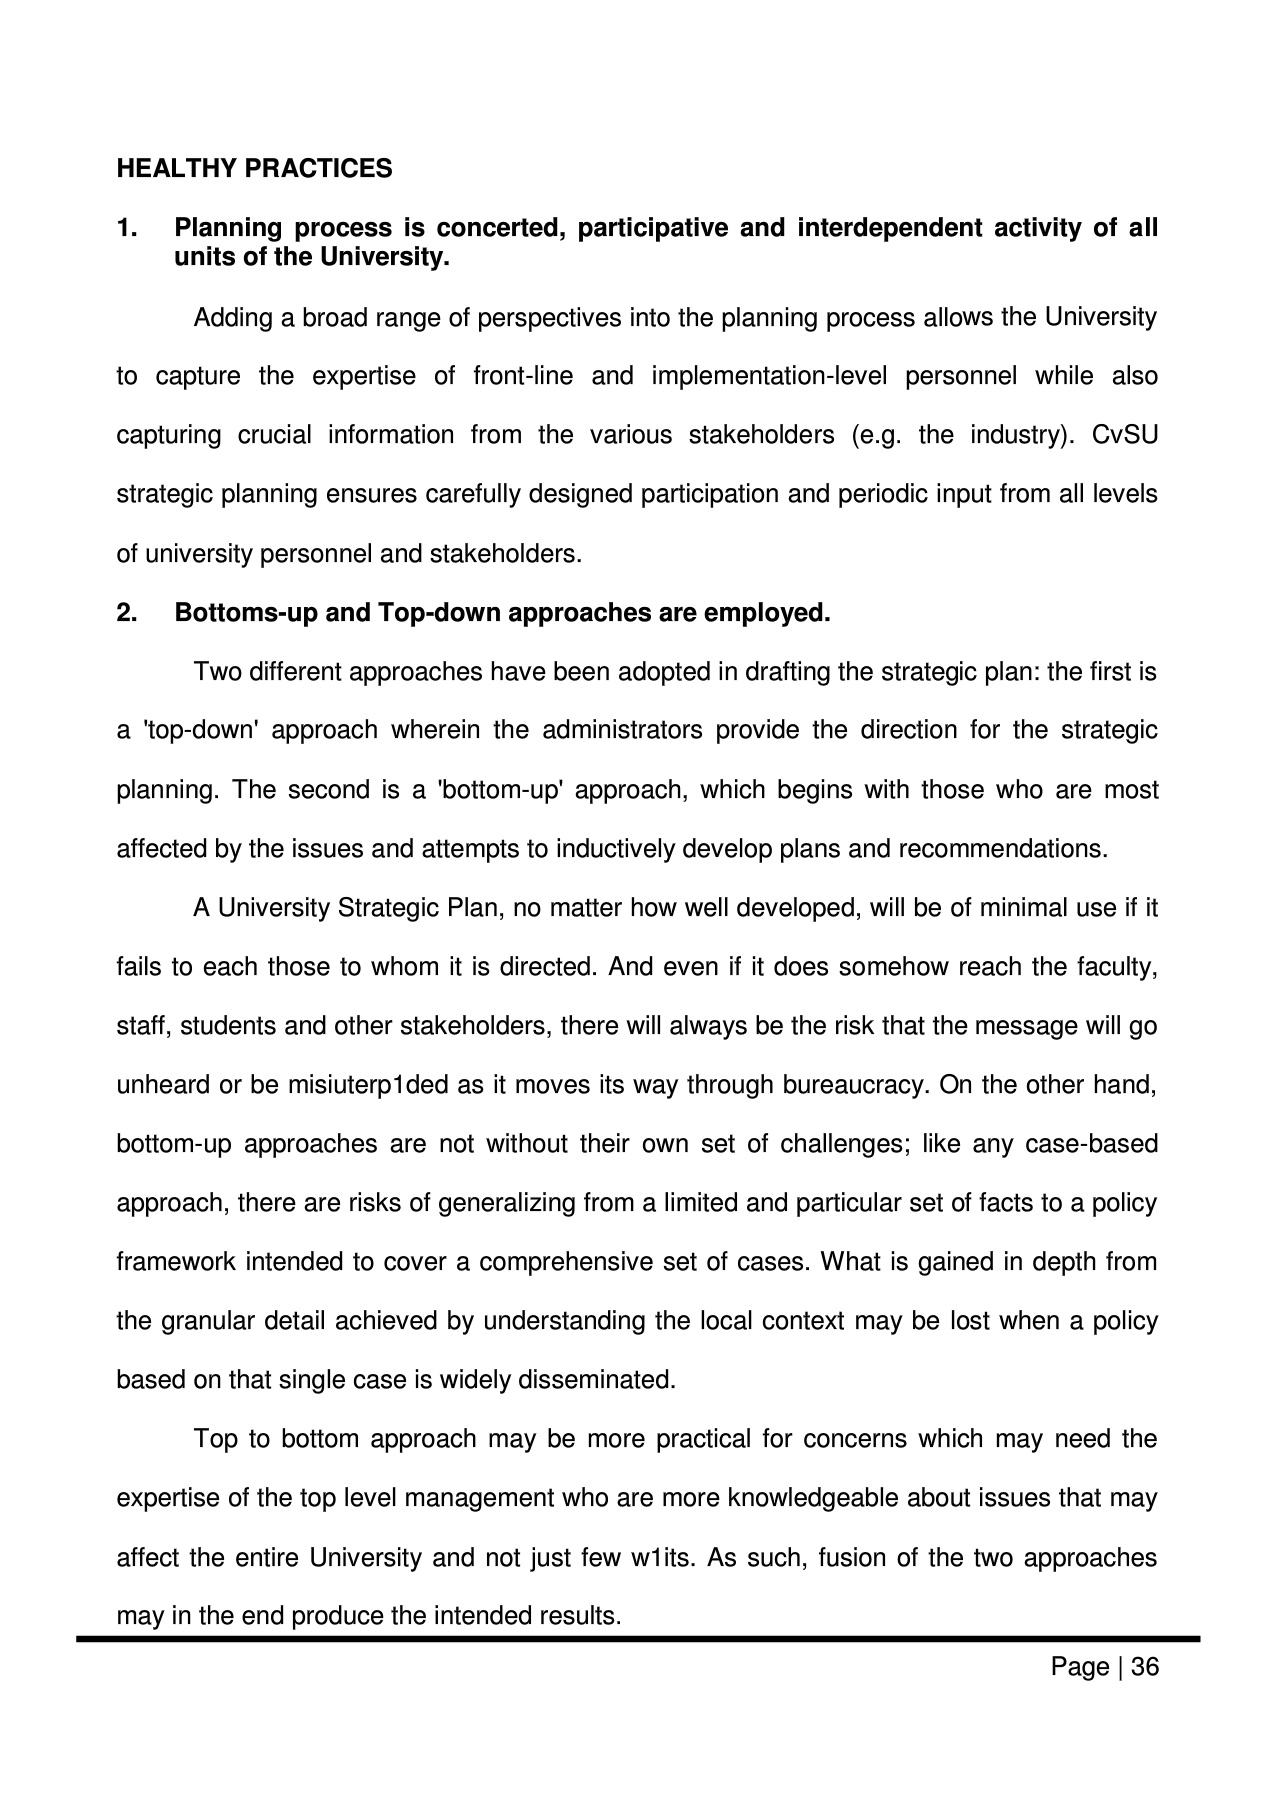 HEALTHY PRACTICES
1. Planning process is concerted, participative and interdependent activity of all
units of the University.
Adding a broad range of perspectives into the planning process allows the University
to capture the expertise of front-line and implementation-level personnel while also
capturing crucial information from the various stakeholders (e.g. the industry). CvSU
strategic planning ensures carefully designed participation and periodic input from all levels
of university personnel and stakeholders.
2. Bottoms-up and Top-down approaches are employed.
Two different approaches have been adopted in drafting the strategic plan: the first is
a 'top-down' approach wherein the administrators provide the direction for the strategic
planning. The second is a 'bottom-up' approach, which begins with those who are most
affected by the issues and attempts to inductively develop plans and recommendations.
A University Strategic Plan, no matter how well developed, will be of minimal use if it
fails to each those to whom it is directed. And even if it does somehow reach the faculty,
staff, students and other stakeholders, there will always be the risk that the message will go
unheard or be misiuterp1ded as it moves its way through bureaucracy. On the other hand,
bottom-up approaches are not without their own set of challenges; like any case-based
approach, there are risks of generalizing from a limited and particular set of facts to a policy
framework intended to cover a comprehensive set of cases. What is gained in depth from
the granular detail achieved by understanding the local context may be lost when a policy
based on that single case is widely disseminated.
Top to bottom approach may be more practical for concerns which may need the
expertise of the top level management who are more knowledgeable about issues that may
affect the entire University and not just few w1its. As such, fusion of the two approaches
may in the end produce the intended results.
Page | 36